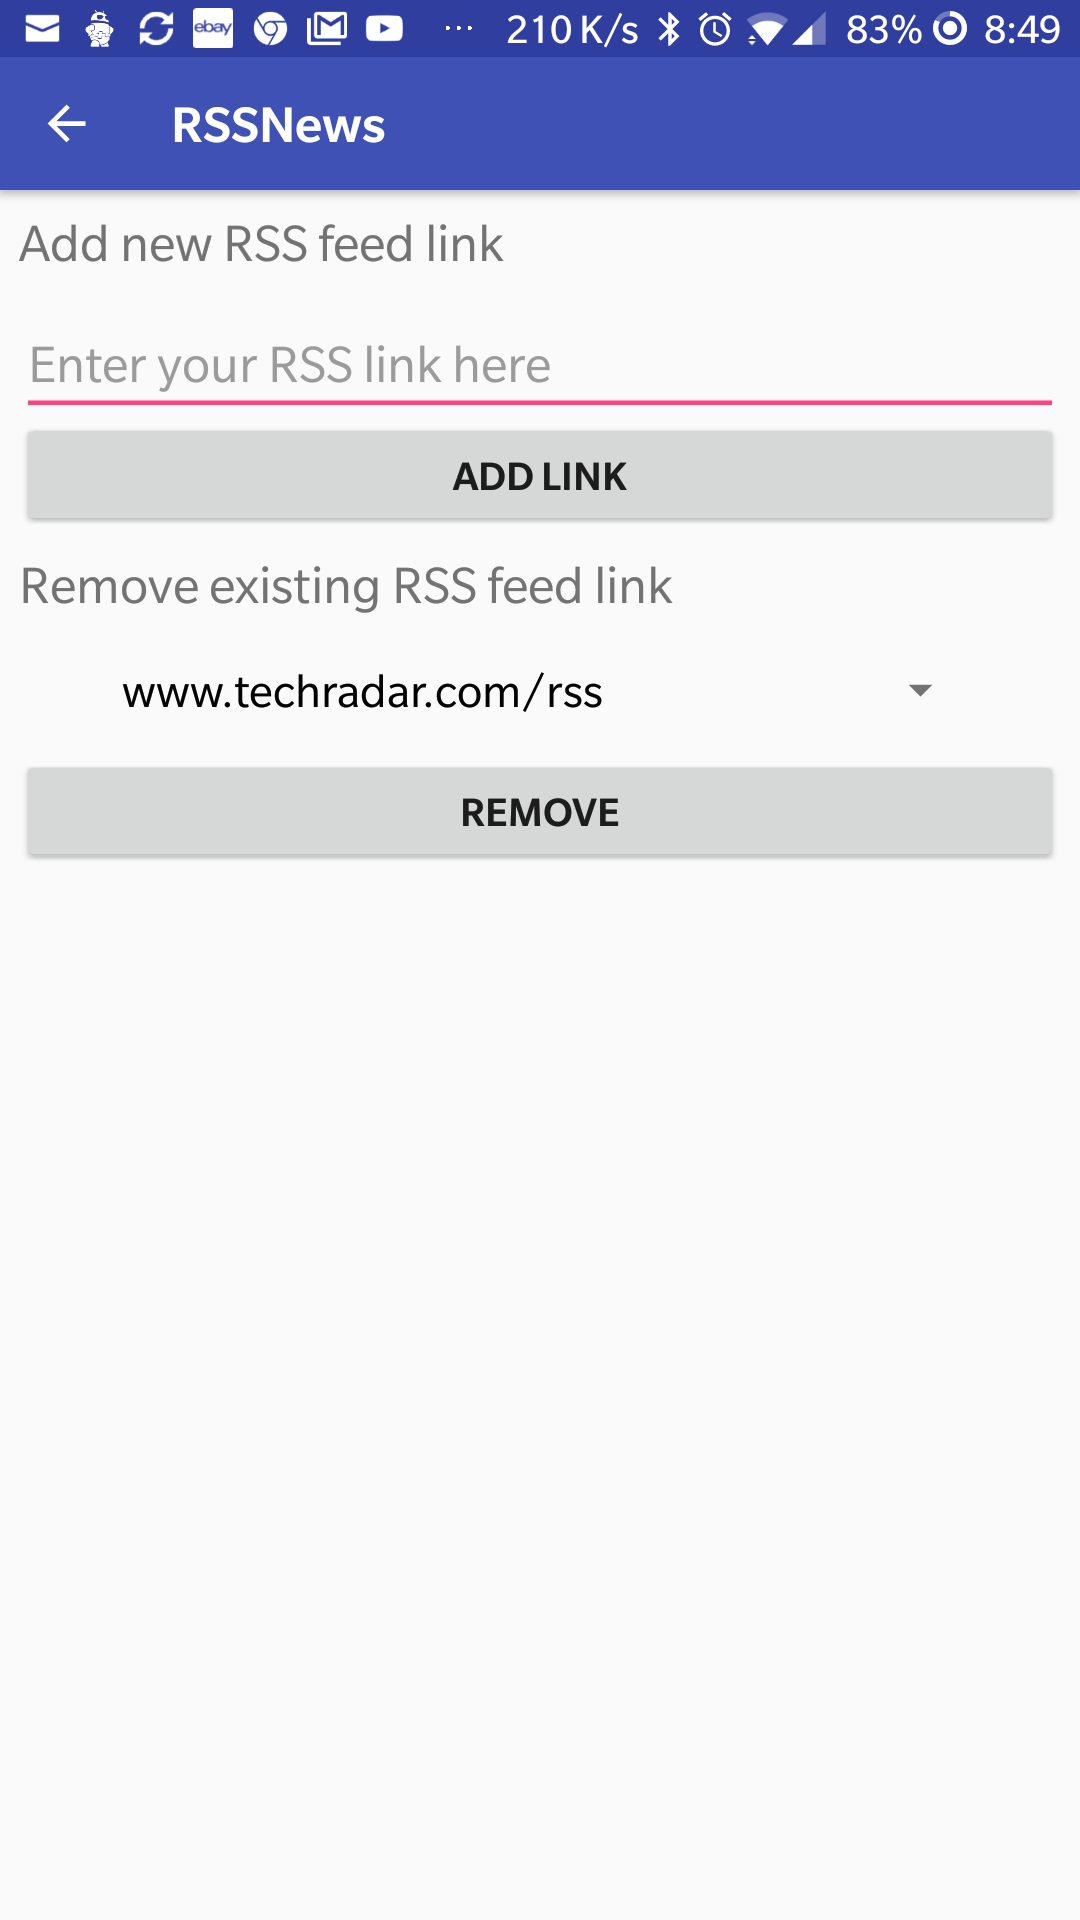 ebay ... 210 K/s 83% 8:49
RSSNews
Add new RSS feed link
Enter your RSS link here
ADD LINK
Remove existing RSS feed link
www.techradar.com/rss
REMOVE